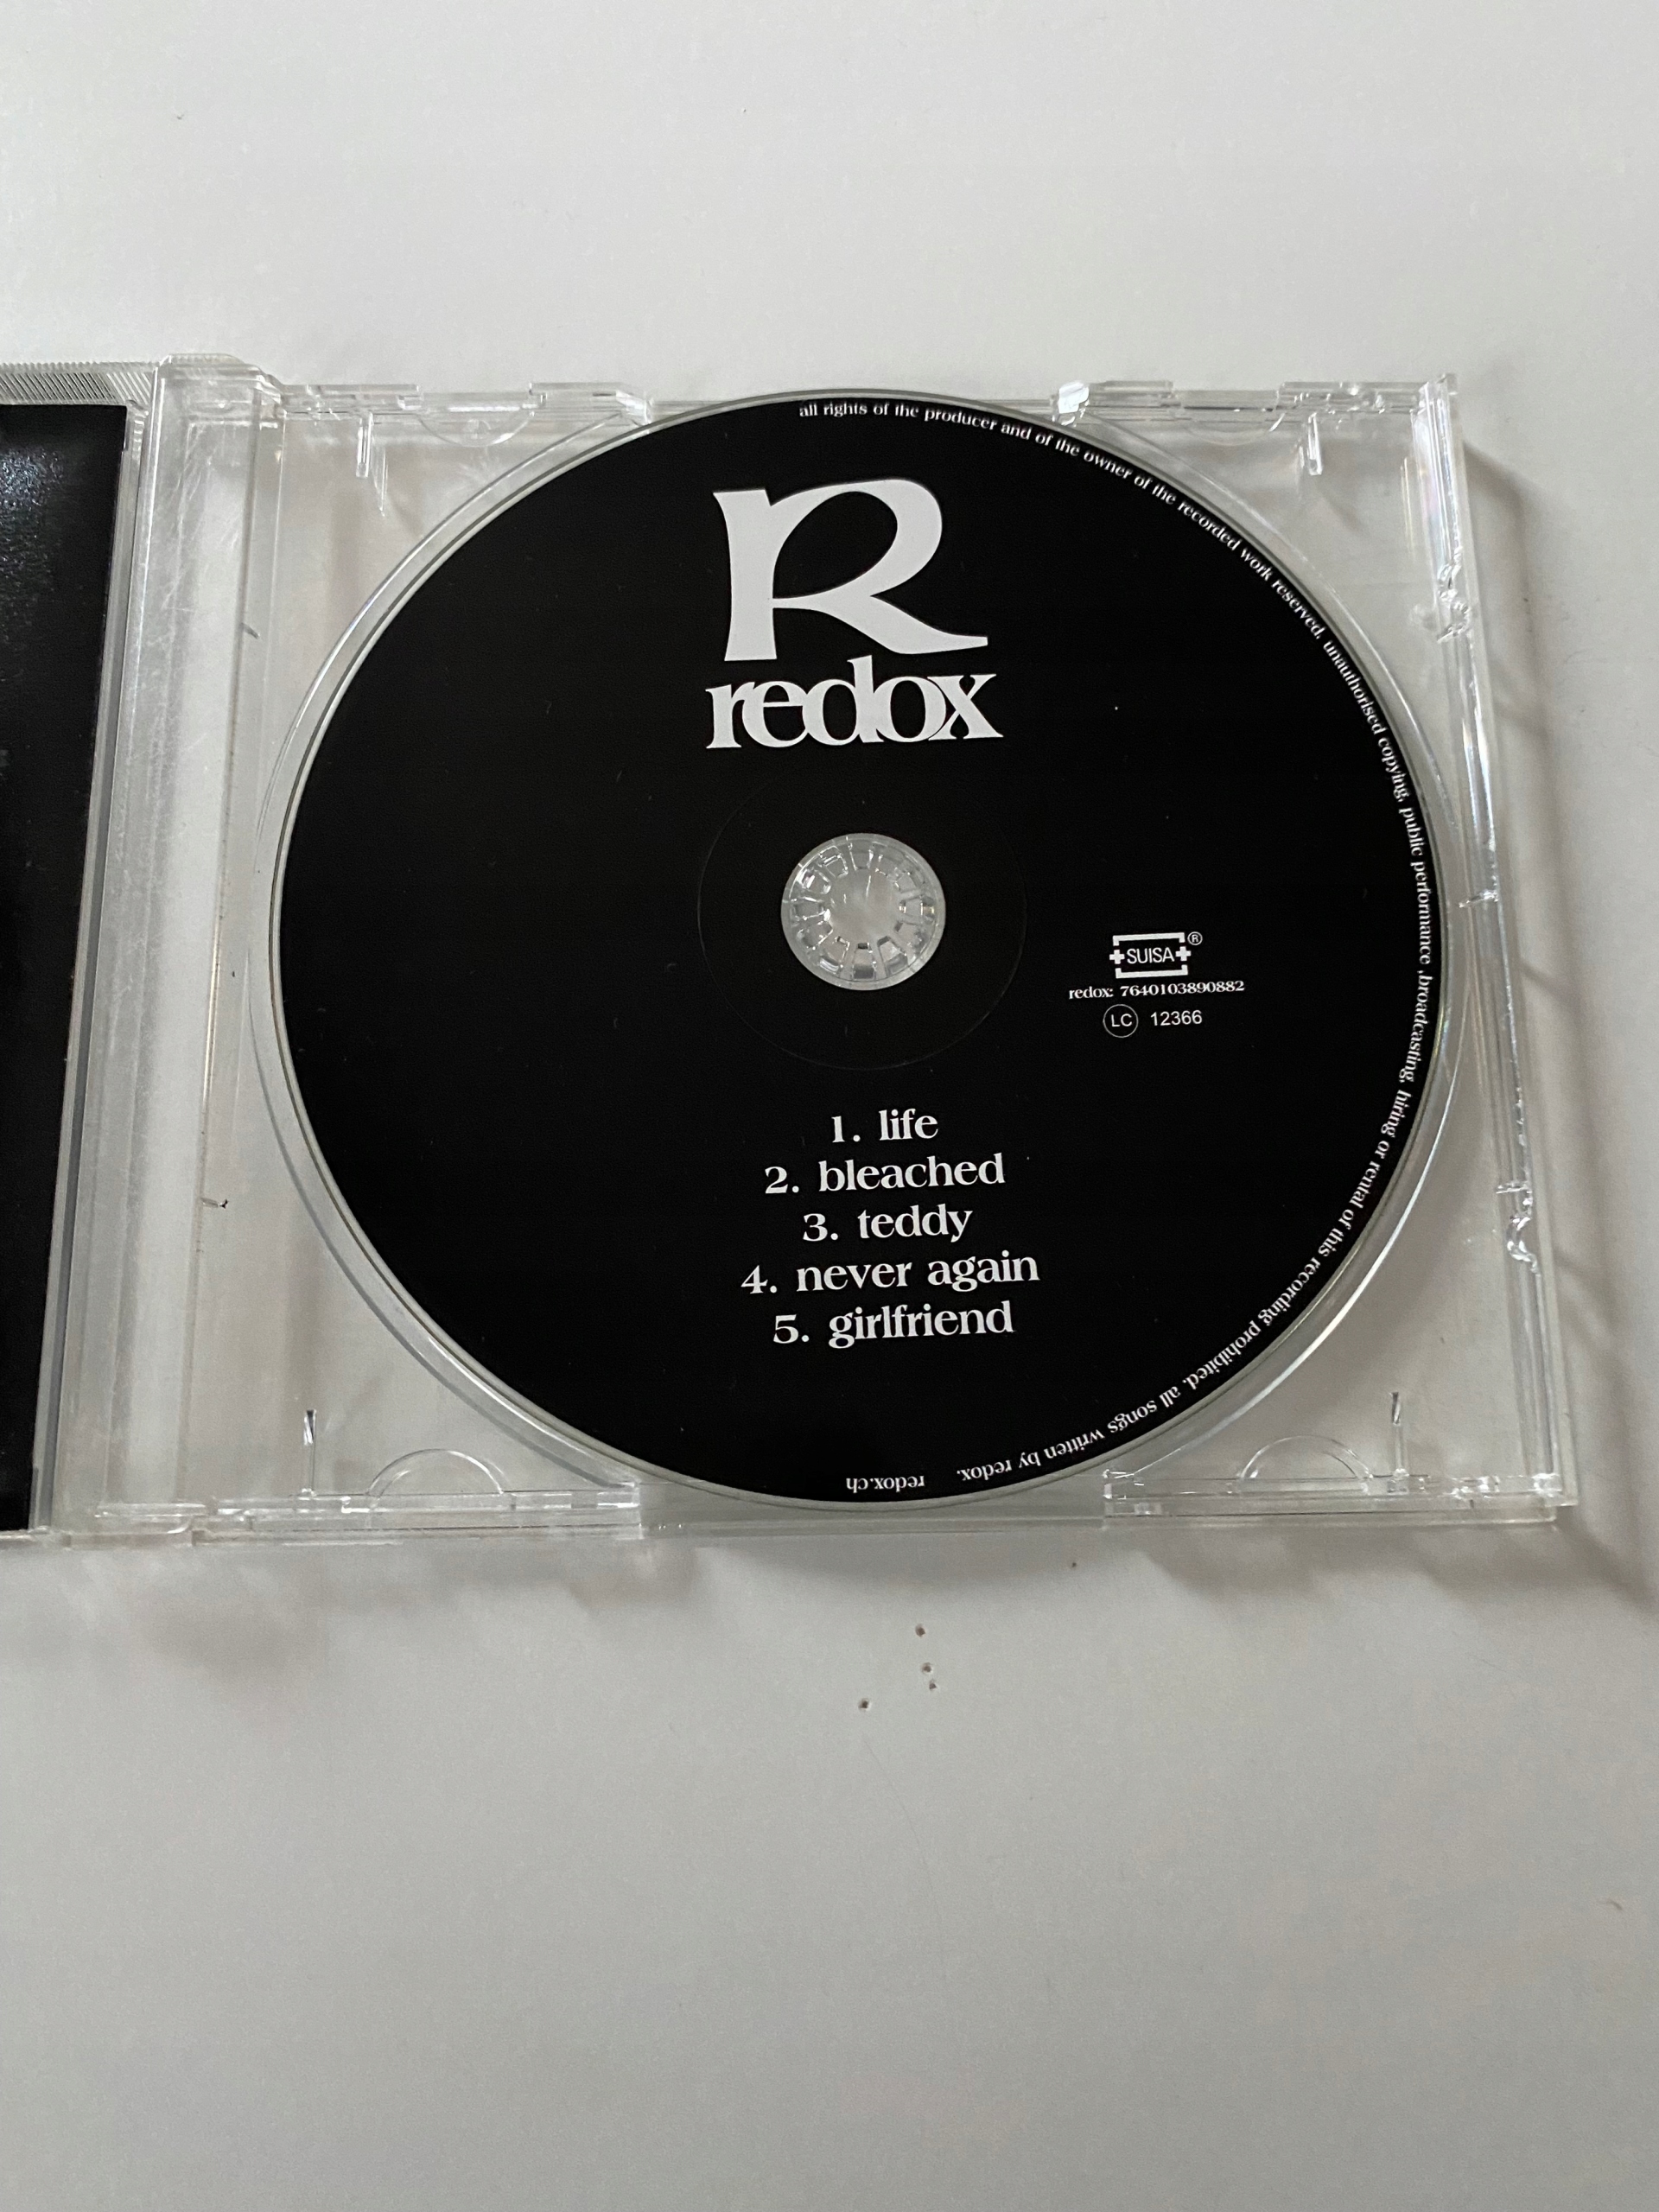 all rights of the producer and of the owner of the recorded work reserved. unauthorised copying, public performance ,broadcasting, hiring or rental of this recording prohibited. all songs written by redox. redox.ch
R
redox
SUISA®
redox: 7640103890882
LC 12366
1. life
2. bleached
3. teddy
4. never again
5. girlfriend